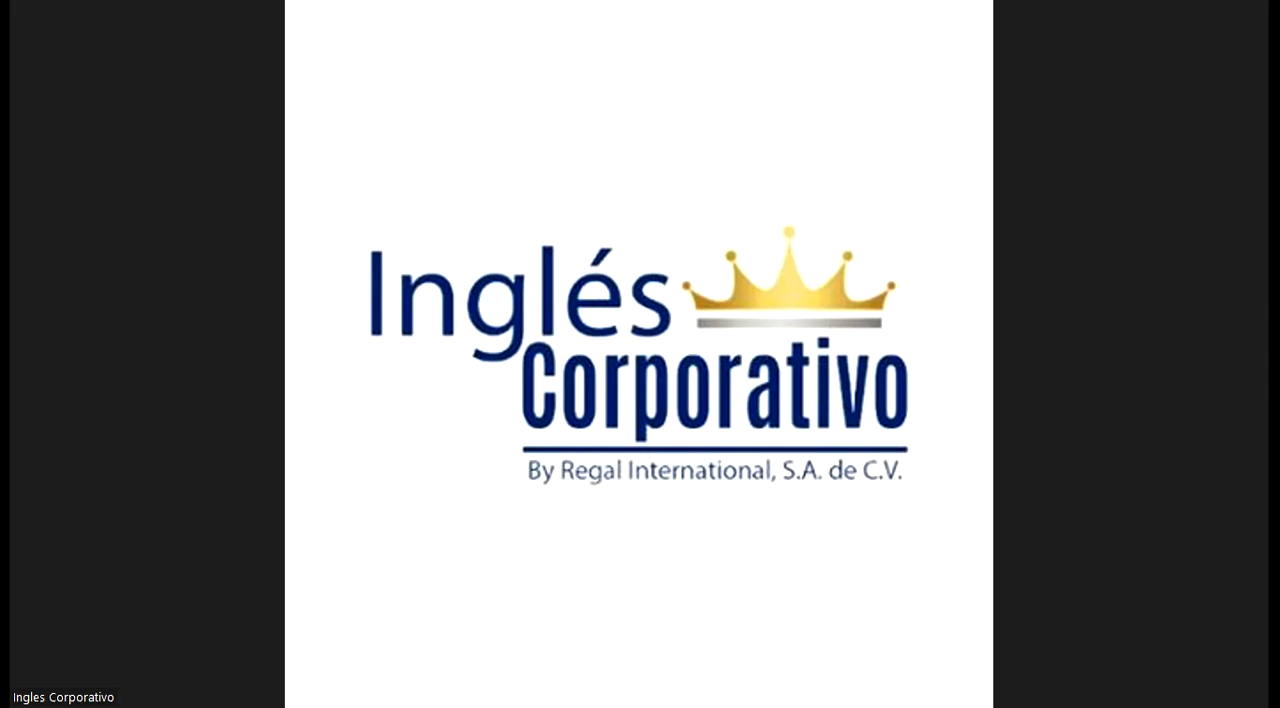 Inglés
Corporativo
By Regal International, S.A. de C.V.
Ingles Corporativo